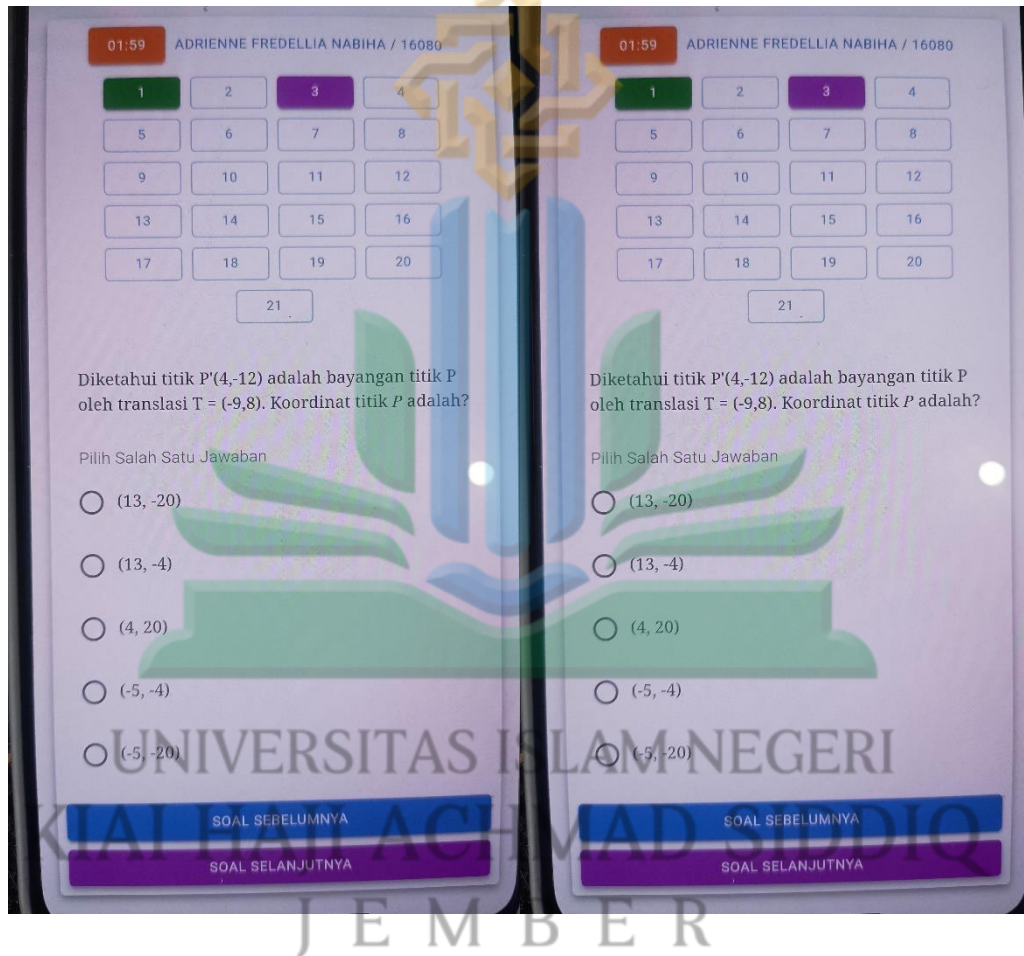 01:59 ADRIENNE FREDELLIA NABIHA / 16080
1 2 3 4
5 6 7 8
9 10 11 12
13 14 15 16
17 18 19 20
21
Diketahui titik P'(4,-12) adalah bayangan titik P
oleh translasi T = (-9,8). Koordinat titik P adalah?
Pilih Salah Satu Jawaban
(13, -20)
(13, -4)
(4, 20)
(-5, -4)
(-5, -20)
SOAL SEBELUMNYA
SOAL SELANJUTNYA
01:59 ADRIENNE FREDELLIA NABIHA / 16080
1 2 3 4
5 6 7 8
9 10 11 12
13 14 15 16
17 18 19 20
21
Diketahui titik P'(4,-12) adalah bayangan titik P
oleh translasi T = (-9,8). Koordinat titik P adalah?
Pilih Salah Satu Jawaban
(13, -20)
(13, -4)
(4, 20)
(-5, -4)
(-5, -20)
SOAL SEBELUMNYA
SOAL SELANJUTNYA
UNIVERSITAS ISLAM NEGERI
KIAI HAJI ACHMAD SIDDIQ
JEMBER